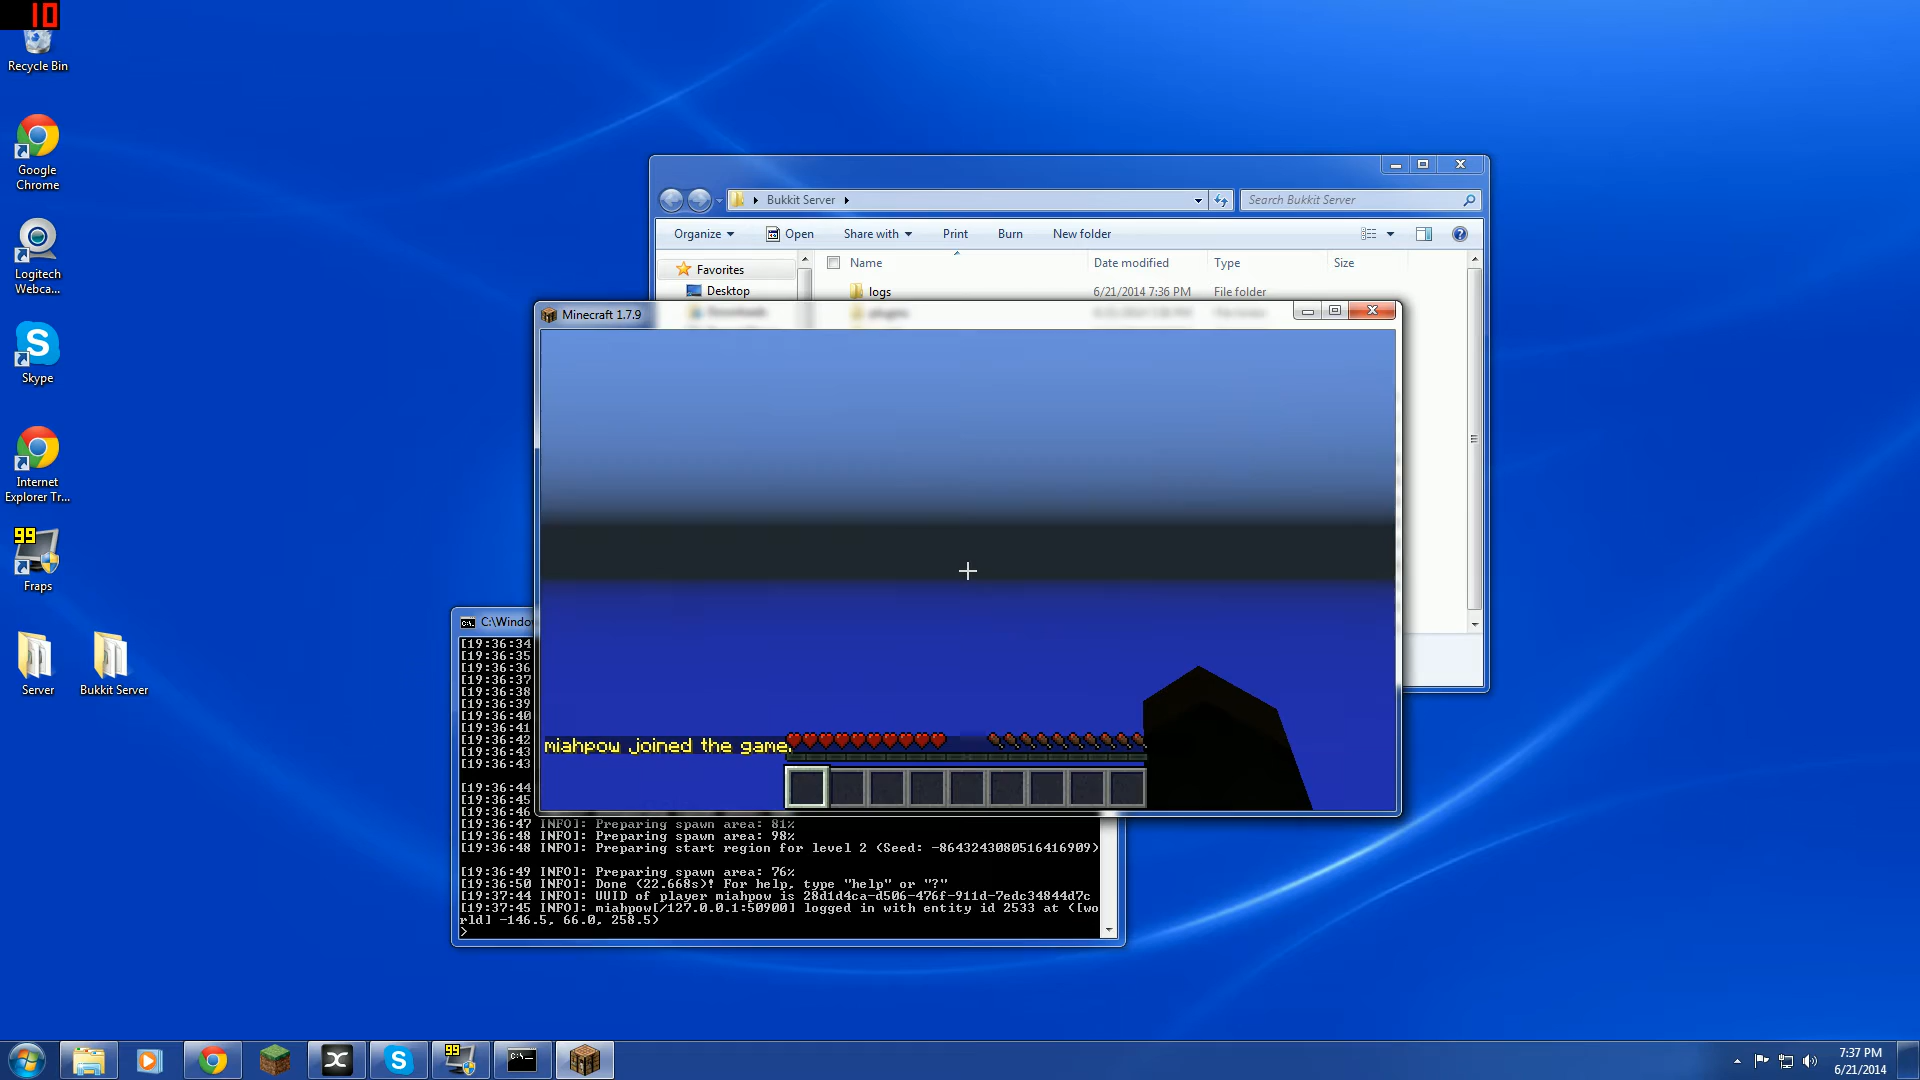 10
Recycle Bin
Google
Chrome
Logitech
Webca...
Skype
Internet
Explorer Tr...
99
Fraps
Server
Bukkit Server
Bukkit Server
Search Bukkit Server
Organize
Open
Share with
Print
Burn
New folder
Name
Date modified
Type
Size
Favorites
Desktop
logs
6/21/2014 7:36 PM
File folder
Minecraft 1.7.9
miahpow joined the game.
C:\Windo
[19:36:34
[19:36:35
[19:36:36
[19:36:37
[19:36:38
[19:36:39
[19:36:40
[19:36:41
[19:36:42
[19:36:43
[19:36:43
[19:36:44
[19:36:45
[19:36:46
[19:36:47 INFO]: Preparing spawn area: 81%
[19:36:48 INFO]: Preparing spawn area: 98%
[19:36:48 INFO]: Preparing start region for level 2 (Seed: -8643243080516416909)
[19:36:49 INFO]: Preparing spawn area: 76%
[19:36:50 INFO]: Done (22.668s)! For help, type "help" or "?"
[19:37:44 INFO]: UUID of player miahpow is 28d1d4ca-d506-476f-911d-7edc34844d7c
[19:37:45 INFO]: miahpow[/127.0.0.1:50900] logged in with entity id 2533 at ([wo
rld] -146.5, 66.0, 258.5)
>
99
7:37 PM
6/21/2014